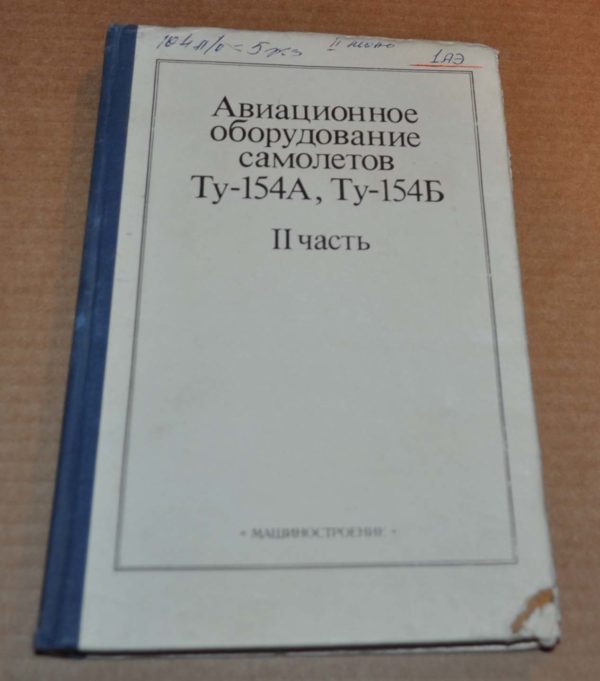 1АЭ
Авиационное
оборудование
самолетов
Ту-154А, Ту-154Б
II часть
«МАШИНОСТРОЕНИЕ»